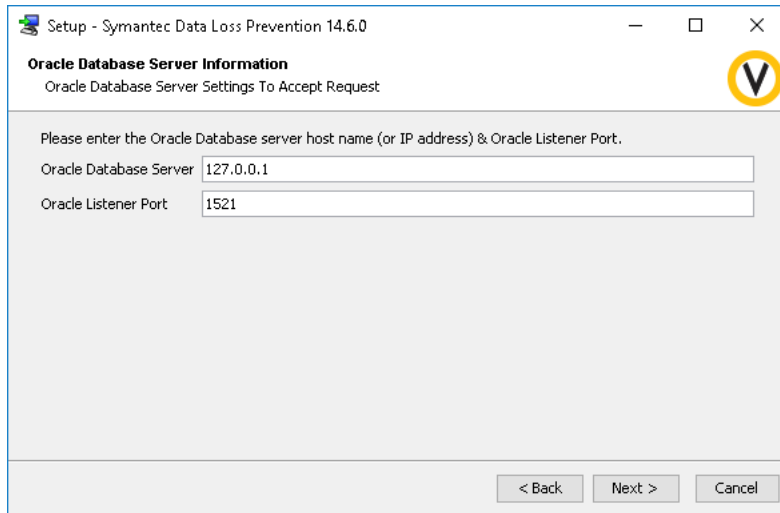 Setup - Symantec Data Loss Prevention 14.6.0
Oracle Database Server Information
Oracle Database Server Settings To Accept Request
Please enter the Oracle Database server host name (or IP address) & Oracle Listener Port.
Oracle Database Server 127.0.0.1
Oracle Listener Port 1521
< Back Next > Cancel